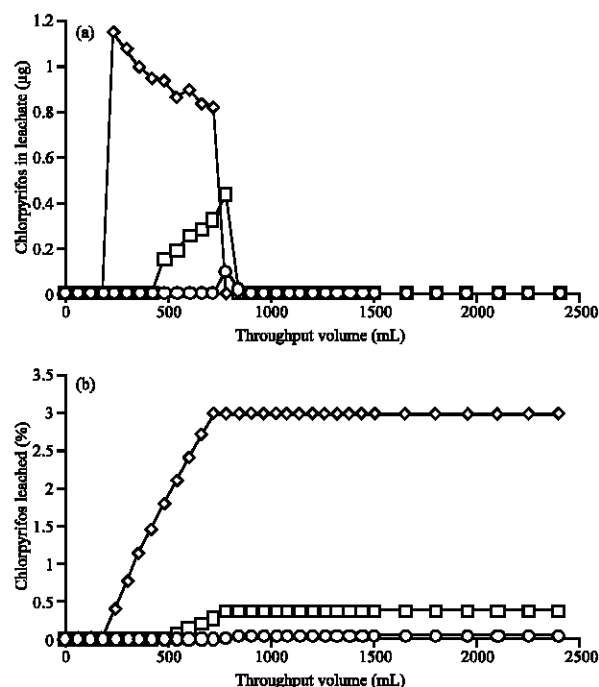 (a)
1.2
1
0.8
0.6
0.4
0.2
0
Chlorpyrifos in leachate (µg)
0 500 1000 1500 2000 2500
Throughput volume (mL)
(b)
3.5
3
2.5
2
1.5
1
0.5
0
Chlorpyrifos leached (%)
0 500 1000 1500 2000 2500
Throughput volume (mL)